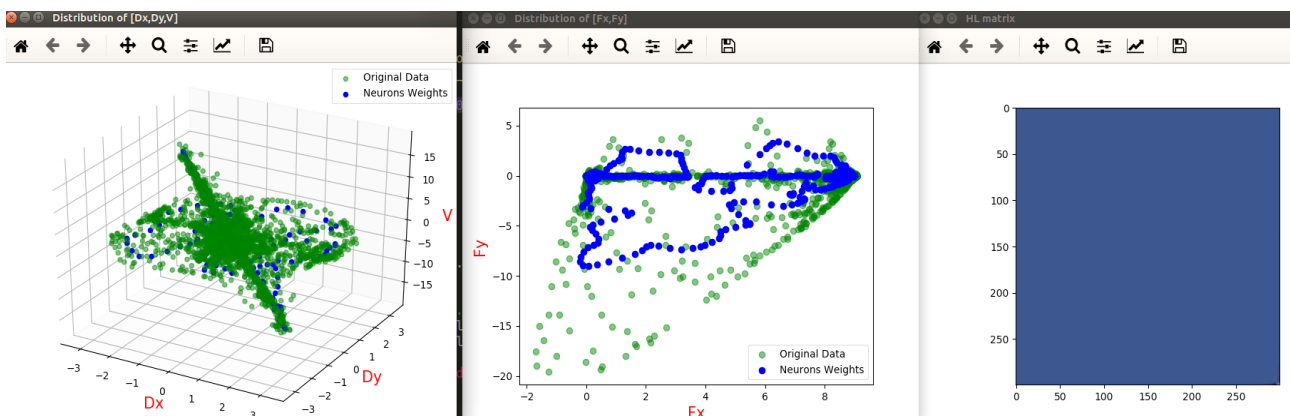 Distribution of [Dx,Dy,V]
Original Data
Neurons Weights
15
10
5
0
−5
−10
−15
V
−3
−2
−1
0
1
2
3
Dx
−3
−2
−1
0
1
2
3
Dy
Distribution of [Fx,Fy]
5
0
−5
−10
−15
−20
Fy
Original Data
Neurons Weights
−2 0 2 4 6 8
Fx
HL matrix
0
50
100
150
200
250
0 50 100 150 200 250